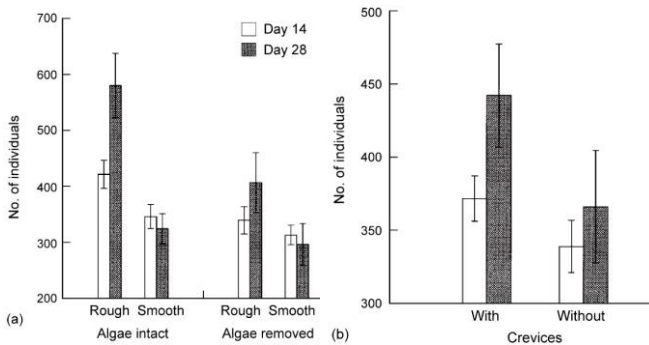 700
600
500
400
300
200
No. of individuals
Day 14
Day 28
Rough Smooth Rough Smooth
Algae intact Algae removed
(a)
500
450
400
350
300
No. of individuals
With Without
Crevices
(b)